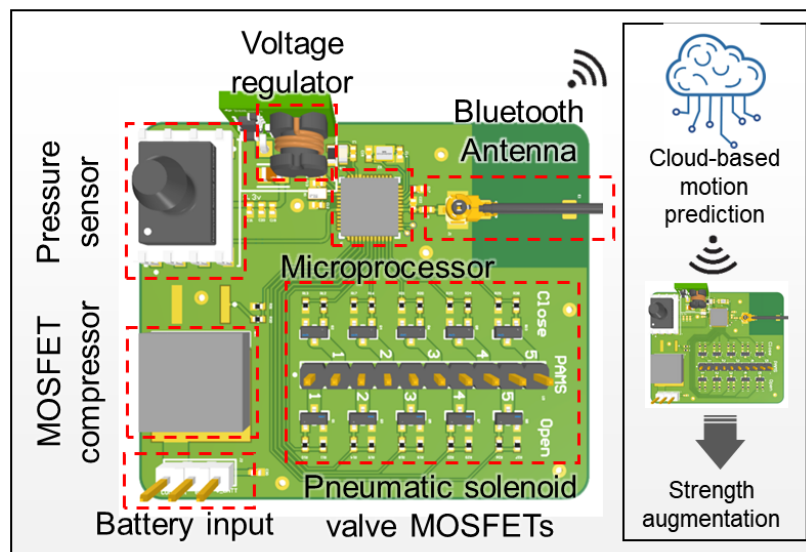 Voltage
regulator
Bluetooth
Antenna
Pressure
sensor
Microprocessor
MOSFET
compressor
Close
1 2 3 4 5
PAMS
1 2 3 4 5
Open
Battery input
Pneumatic solenoid
valve MOSFETs
Cloud-based
motion
prediction
Strength
augmentation